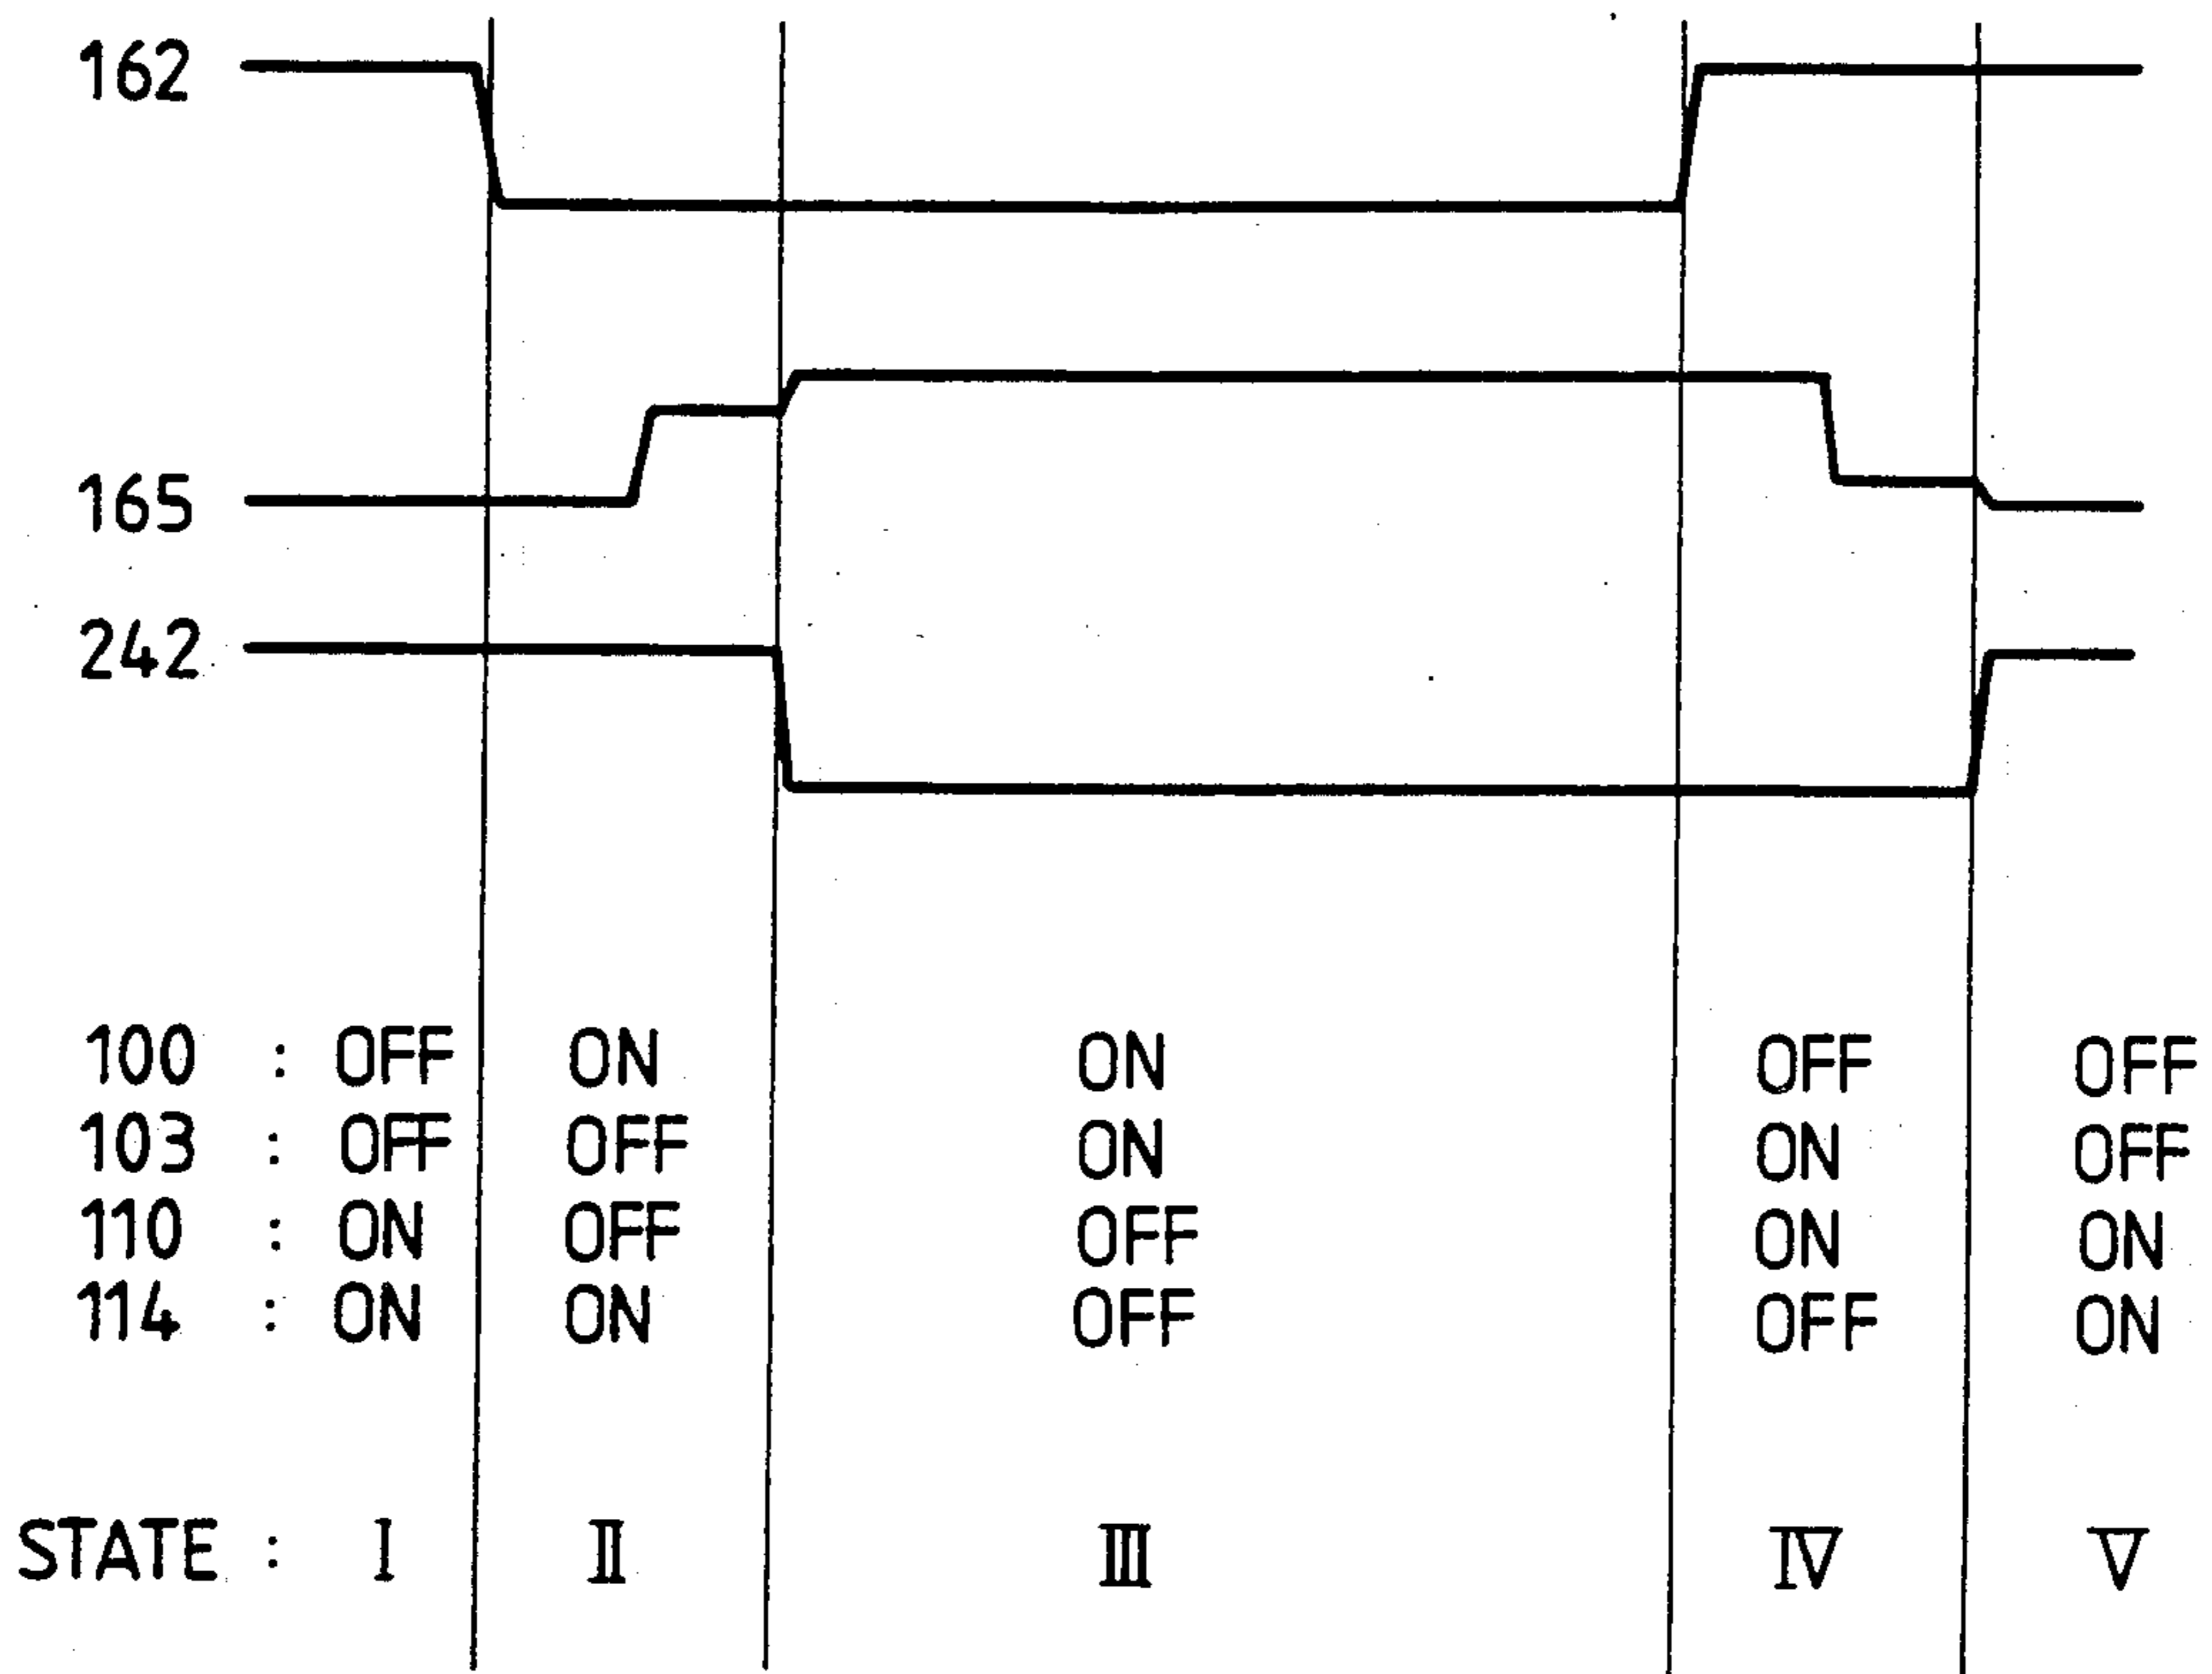 162
165
242
100 : OFF ON ON OFF OFF
103 : OFF OFF ON ON OFF
110 : ON OFF OFF ON ON
114 : ON ON OFF OFF ON
STATE : I II III IV V